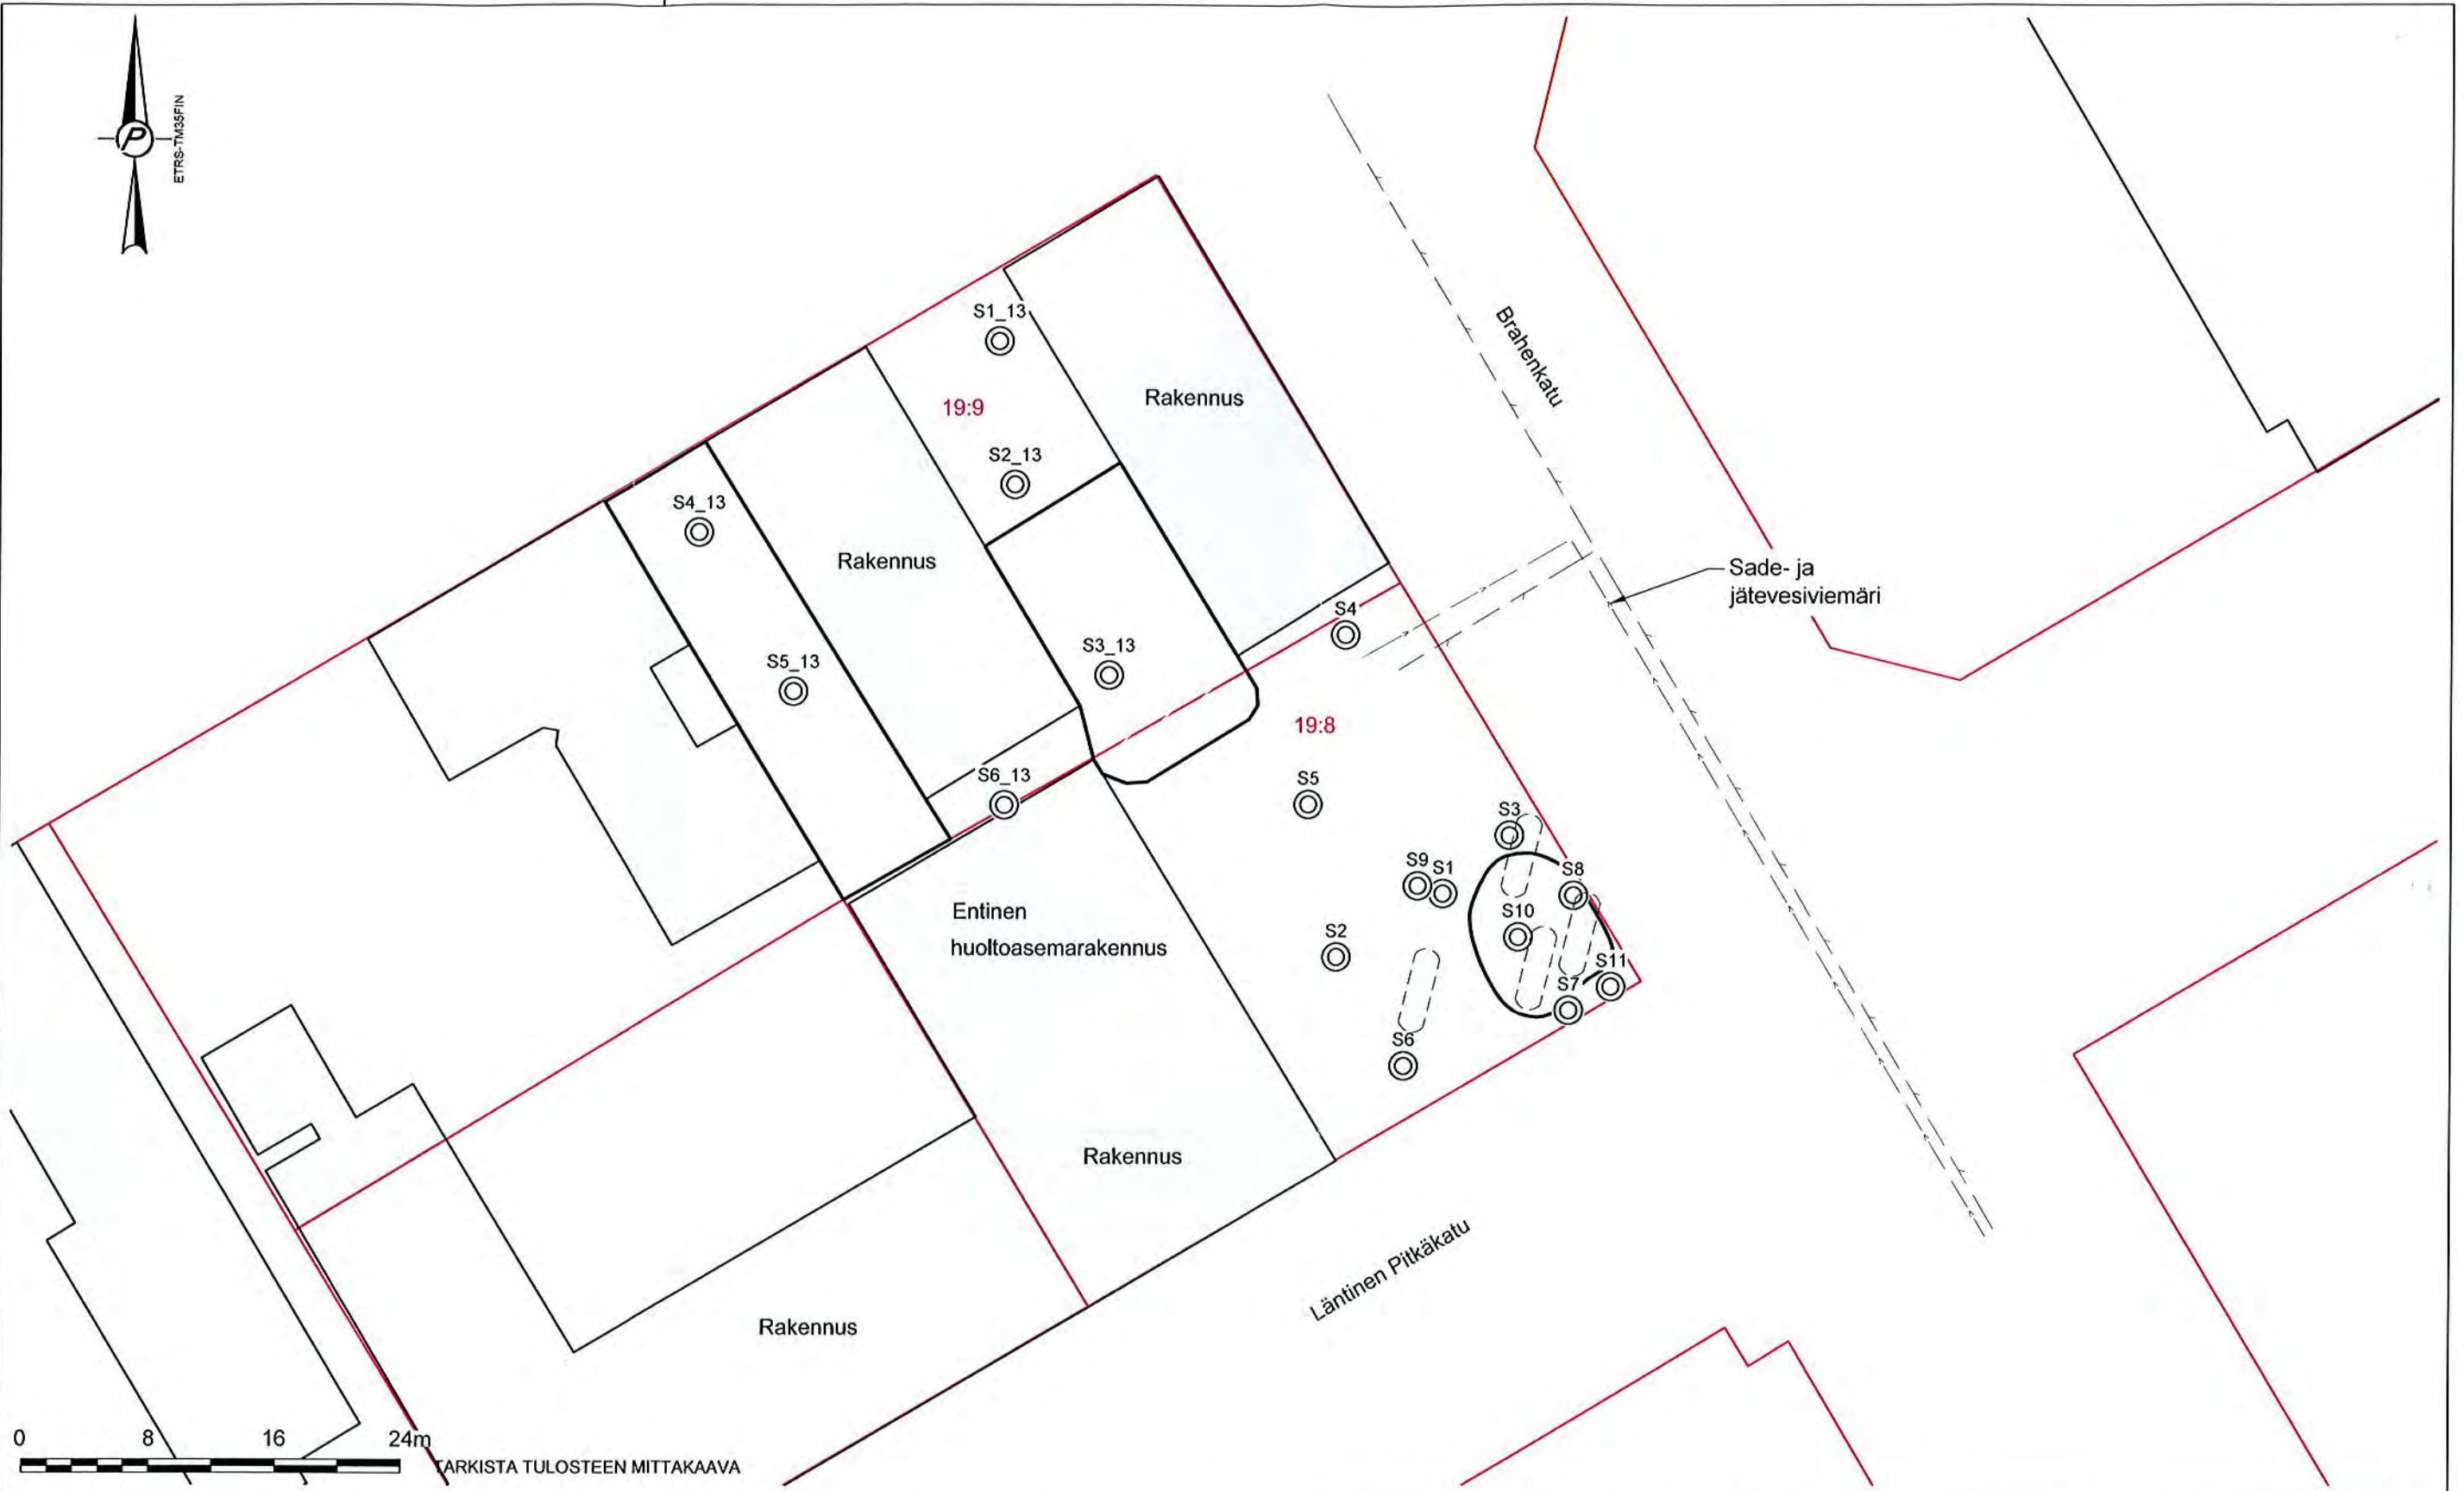 P
ETRS-TM35FIN
S1_13
Rakennus
19:9
S2_13
S4_13
Rakennus
Brahenkatu
Sade- ja
jätevesiviemäri
S4
S3_13
S5_13
19:8
S6_13
S5
S3
S9
S1
S8
S10
Entinen
huoltoasemarakennus
S2
S11
S7
S6
Rakennus
Läntinen Pitkäkatu
Rakennus
0 8 16 24m
TARKISTA TULOSTEEN MITTAKAAVA